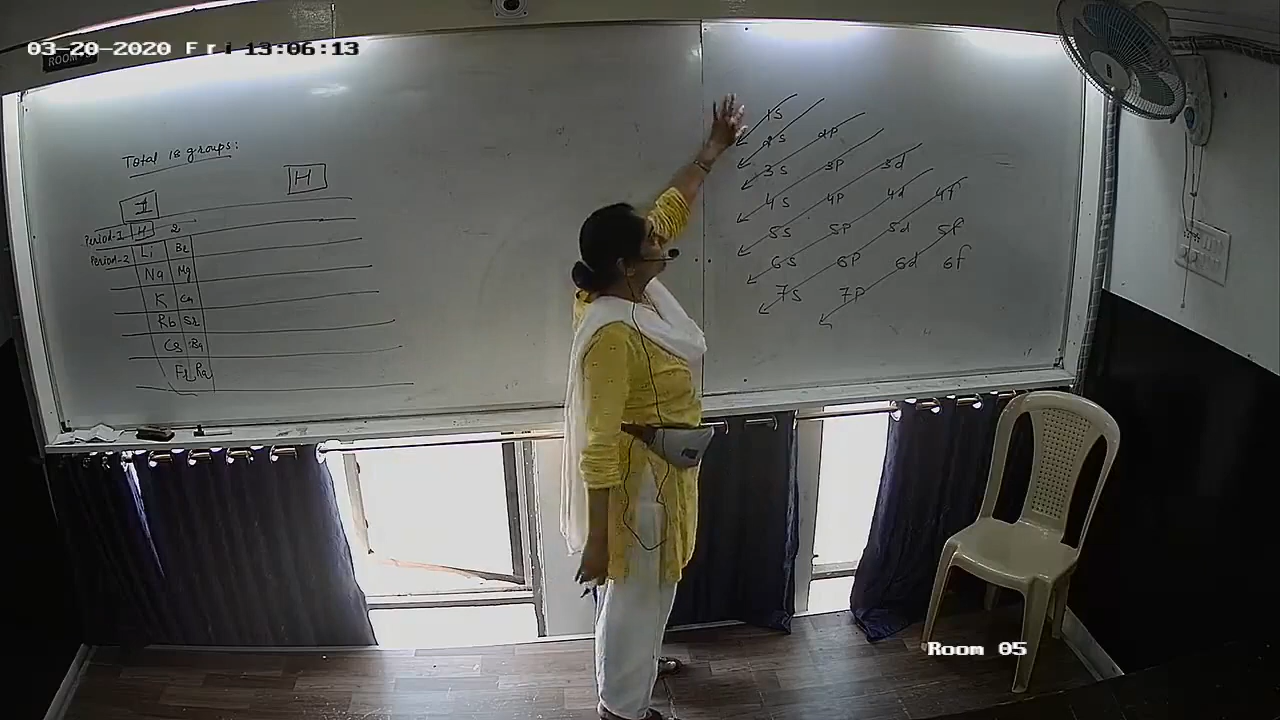 03-20-2020 Fri 13:06:13
ROOM
Total 18 groups:
H
I
Period-1 H 2
Period-2 Li Be
Na Mg
K Ca
Rb Sr
Cs Ba
Fr Ra
1s
2s 2p
3s 3p 3d
4s 4p 4d 4f
5s 5p 5d 5f
6s 6p 6d 6f
7s 7p
Room 05